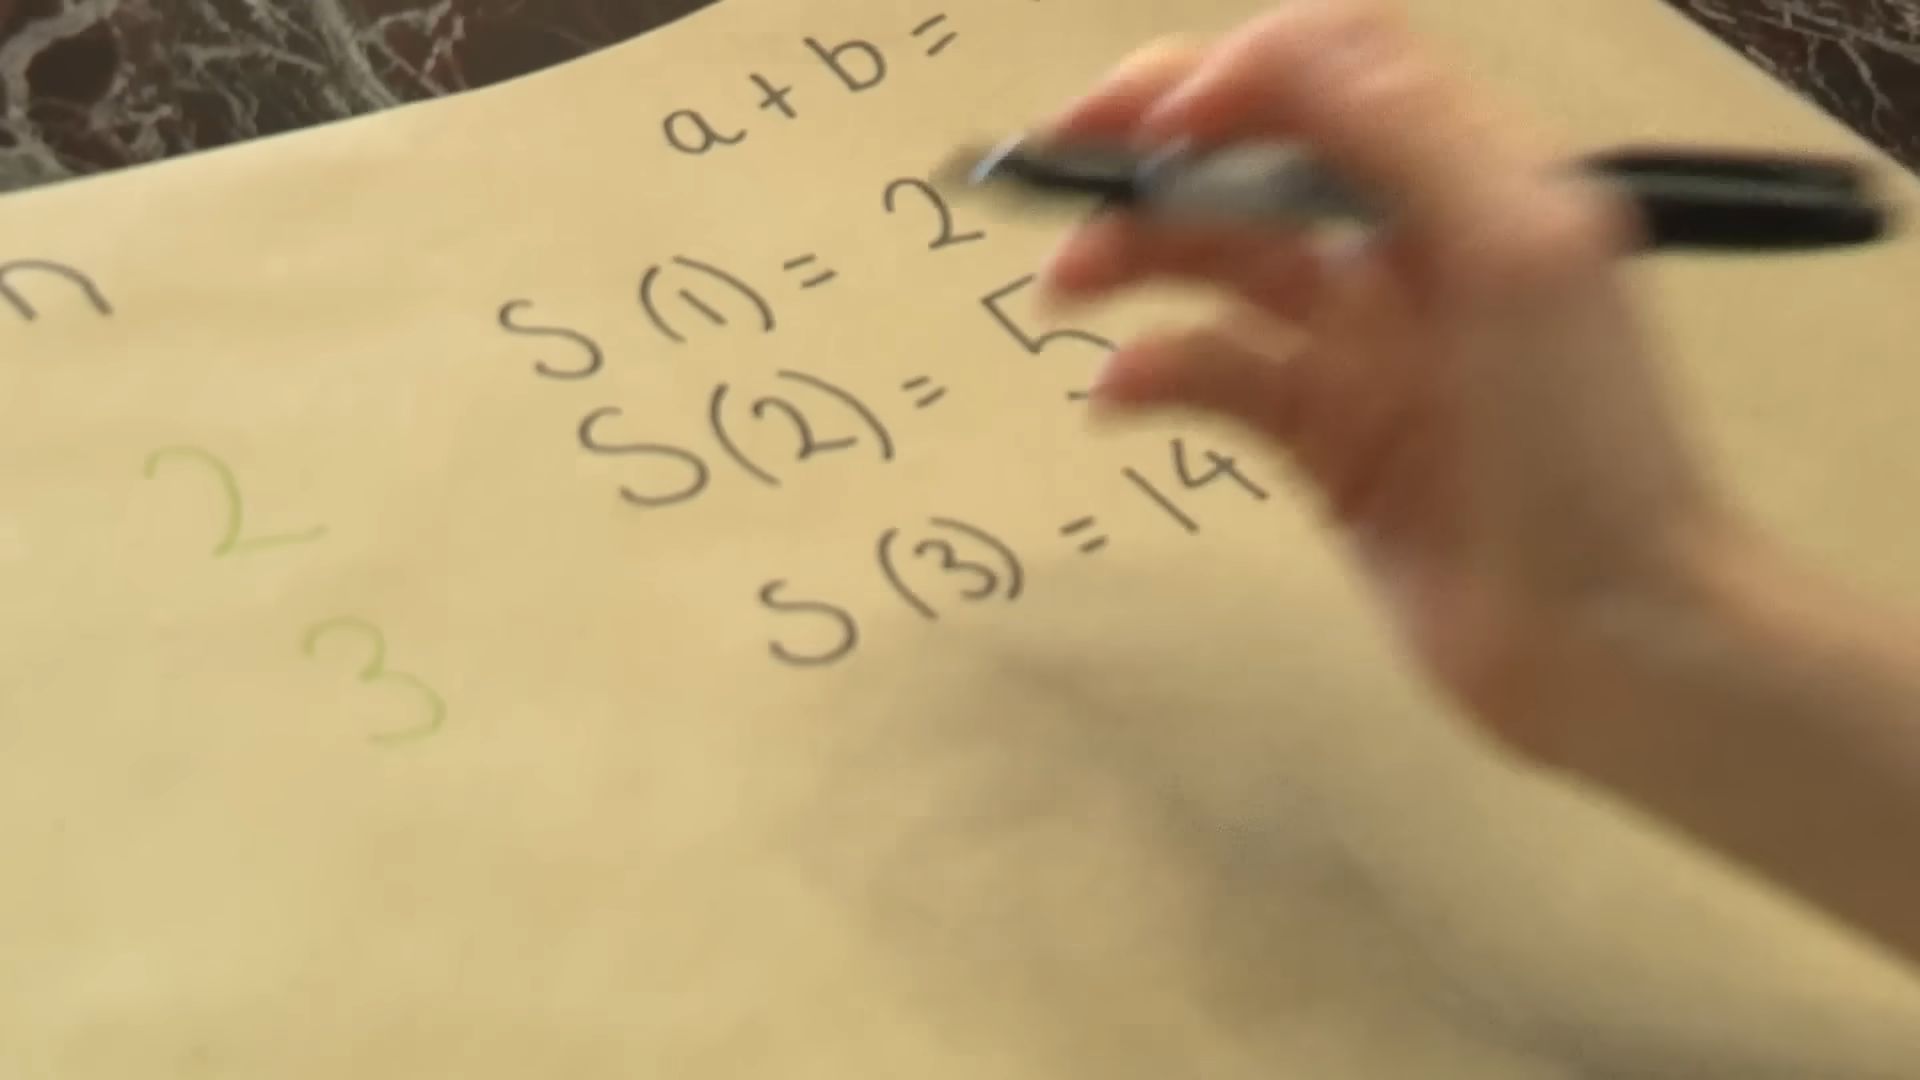 a + b =
n
S(1) = 2
S(2) = 5
S(3) = 14
2
3